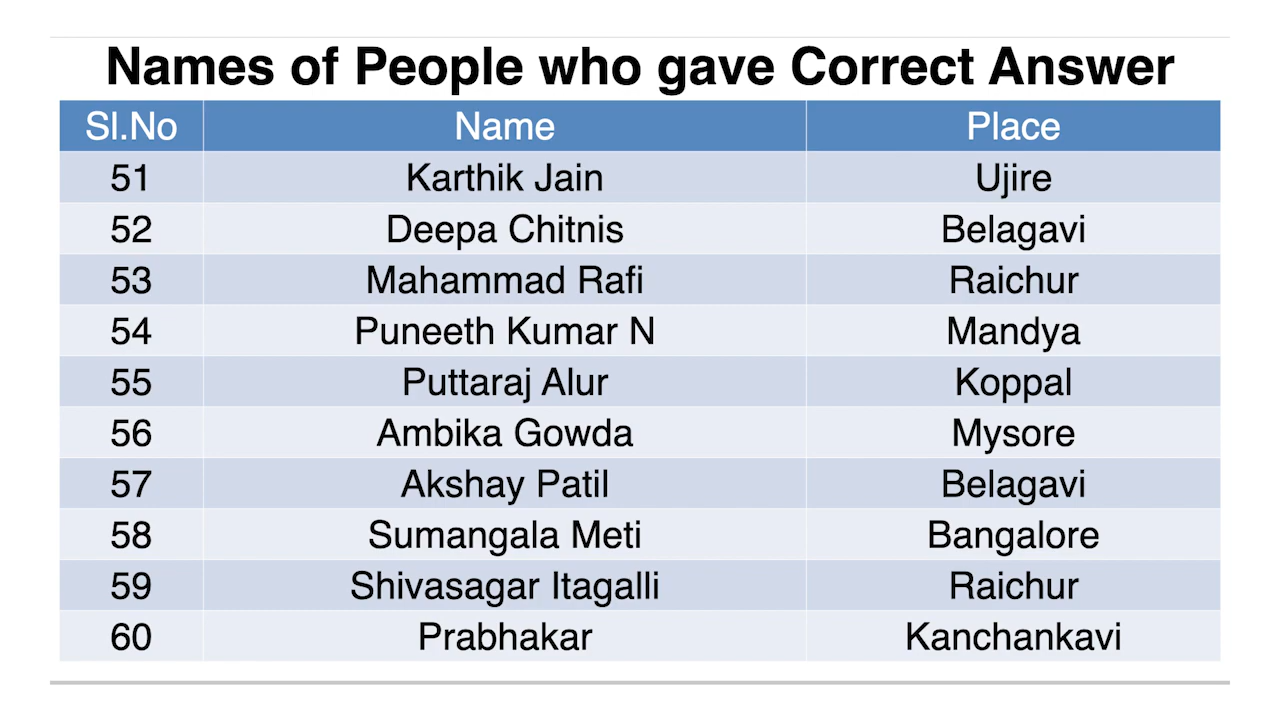 Names of People who gave Correct Answer
Sl.No Name Place
51 Karthik Jain Ujire
52 Deepa Chitnis Belagavi
53 Mahammad Rafi Raichur
54 Puneeth Kumar N Mandya
55 Puttaraj Alur Koppal
56 Ambika Gowda Mysore
57 Akshay Patil Belagavi
58 Sumangala Meti Bangalore
59 Shivasagar Itagalli Raichur
60 Prabhakar Kanchankavi